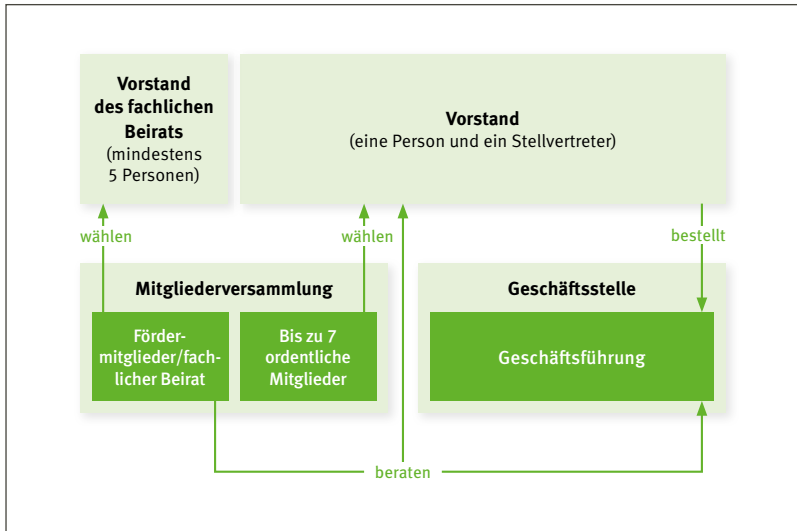 Vorstand
des fachlichen
Beirats
(mindestens
5 Personen)
Vorstand
(eine Person und ein Stellvertreter)
wählen
wählen
bestellt
Mitgliederversammlung
Förder-
mitglieder/fach-
licher Beirat
Bis zu 7
ordentliche
Mitglieder
Geschäftsstelle
Geschäftsführung
beraten